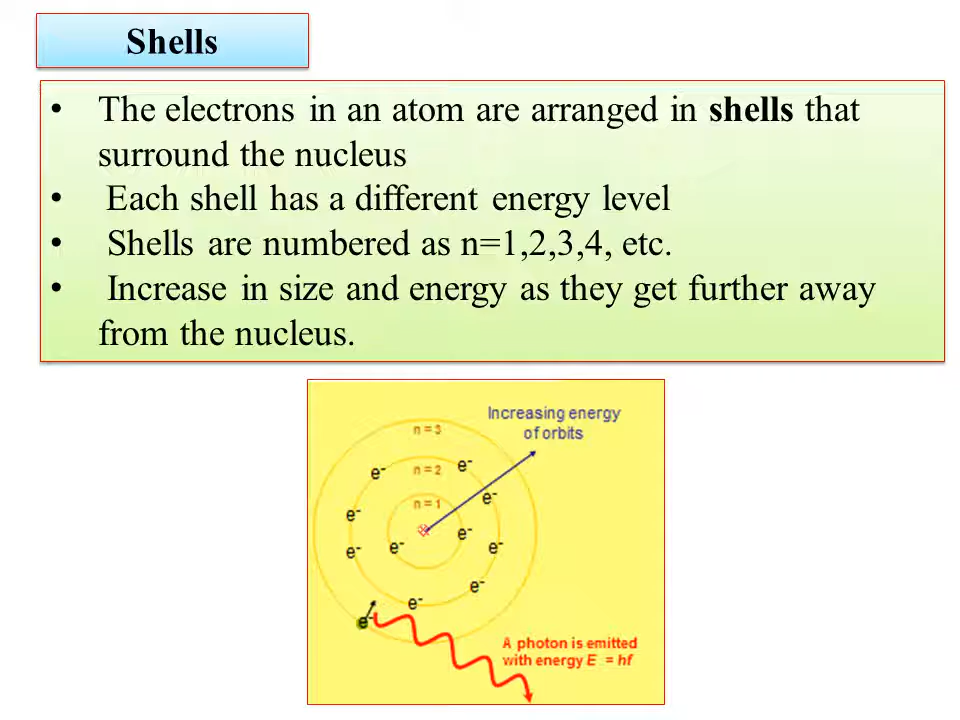 Shells
• The electrons in an atom are arranged in shells that
surround the nucleus
• Each shell has a different energy level
• Shells are numbered as n=1,2,3,4, etc.
• Increase in size and energy as they get further away
from the nucleus.
Increasing energy
of orbits
n = 3
n = 2
n = 1
e⁻
e⁻
e⁻
e⁻
e⁻
e⁻
e⁻
e⁻
e⁻
e⁻
e⁻
A photon is emitted
with energy E = hf